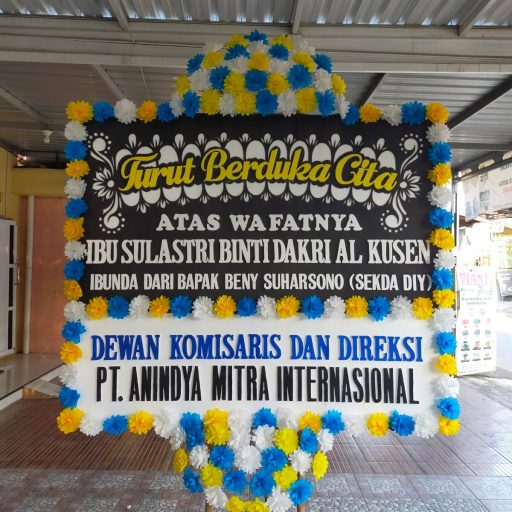 Turut Berduka Cita
ATAS WAFATNYA
IBU SULASTRI BINTI DAKRI AL KUSEN
IBUNDA DARI BAPAK BENY SUHARSONO (SEKDA DIY)
DEWAN KOMISARIS DAN DIREKSI
PT. ANINDYA MITRA INTERNASIONAL